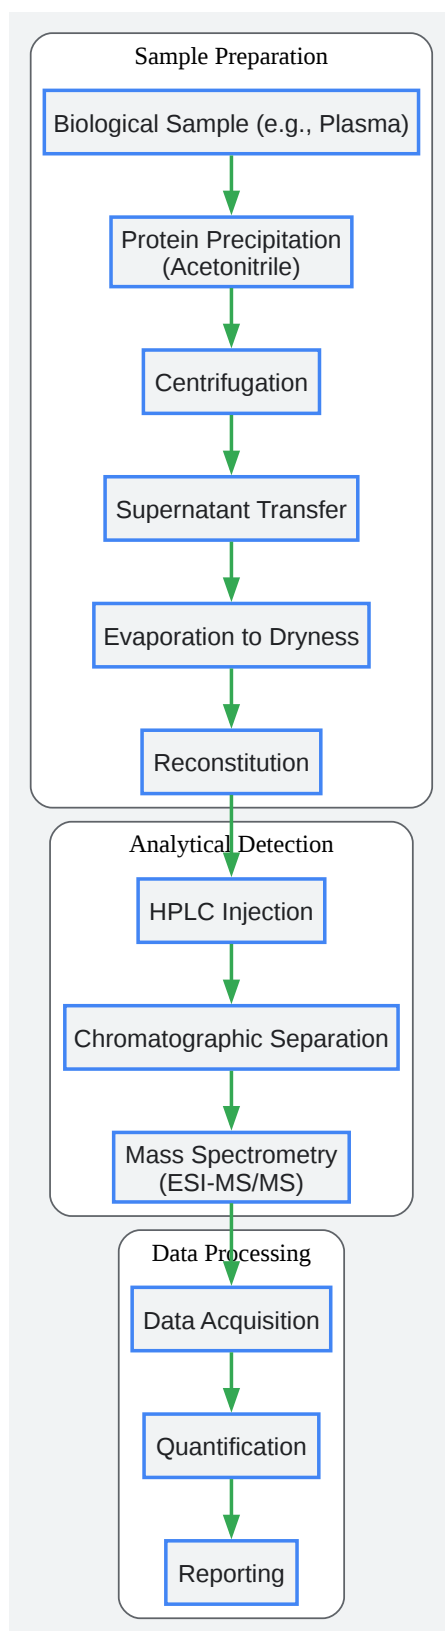 Sample Preparation
Biological Sample (e.g., Plasma)
Protein Precipitation
(Acetonitrile)
Centrifugation
Supernatant Transfer
Evaporation to Dryness
Reconstitution
Analytical Detection
HPLC Injection
Chromatographic Separation
Mass Spectrometry
(ESI-MS/MS)
Data Processing
Data Acquisition
Quantification
Reporting